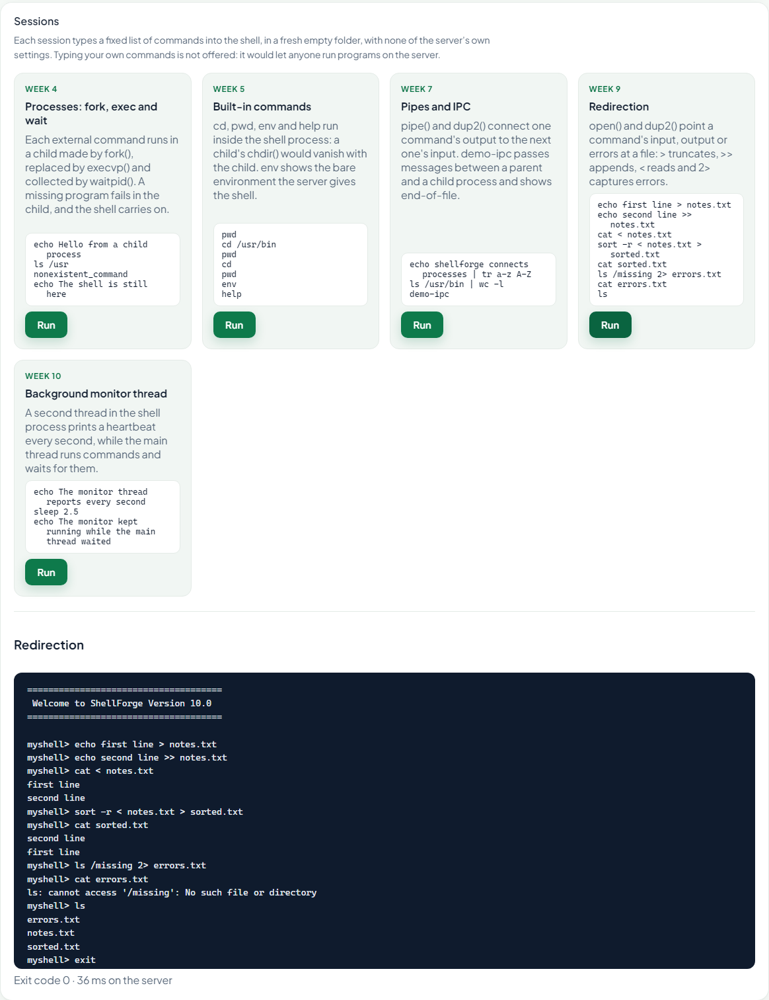 Sessions
Each session types a fixed list of commands into the shell, in a fresh empty folder, with none of the server's own
settings. Typing your own commands is not offered: it would let anyone run programs on the server.
WEEK 4
Processes: fork, exec and
wait
Each external command runs in
a child made by fork(),
replaced by execvp() and
collected by waitpid(). A
missing program fails in the
child, and the shell carries on.
echo Hello from a child
process
ls /usr
nonexistent_command
echo The shell is still
here
Run
WEEK 5
Built-in commands
cd, pwd, env and help run
inside the shell process: a
child's chdir() would vanish with
the child. env shows the bare
environment the server gives
the shell.
pwd
cd /usr/bin
pwd
cd
pwd
env
help
Run
WEEK 7
Pipes and IPC
pipe() and dup2() connect one
command's output to the next
one's input. demo-ipc passes
messages between a parent
and a child process and shows
end-of-file.
echo shellforge connects
processes | tr a-z A-Z
ls /usr/bin | wc -l
demo-ipc
Run
WEEK 9
Redirection
open() and dup2() point a
command's input, output or
errors at a file: > truncates, >>
appends, < reads and 2>
captures errors.
echo first line > notes.txt
echo second line >>
notes.txt
cat < notes.txt
sort -r < notes.txt >
sorted.txt
cat sorted.txt
ls /missing 2> errors.txt
cat errors.txt
ls
Run
WEEK 10
Background monitor thread
A second thread in the shell
process prints a heartbeat
every second, while the main
thread runs commands and
waits for them.
echo The monitor thread
reports every second
sleep 2.5
echo The monitor kept
running while the main
thread waited
Run
Redirection
=====================================
Welcome to ShellForge Version 10.0
=====================================
myshell> echo first line > notes.txt
myshell> echo second line >> notes.txt
myshell> cat < notes.txt
first line
second line
myshell> sort -r < notes.txt > sorted.txt
myshell> cat sorted.txt
second line
first line
myshell> ls /missing 2> errors.txt
myshell> cat errors.txt
ls: cannot access '/missing': No such file or directory
myshell> ls
errors.txt
notes.txt
sorted.txt
myshell> exit
Exit code 0 · 36 ms on the server